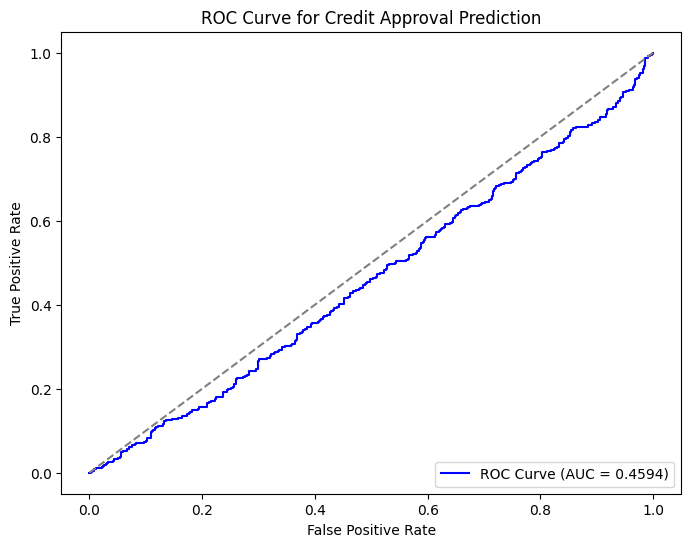 ROC Curve for Credit Approval Prediction
1.0
0.8
0.6
0.4
0.2
0.0
True Positive Rate
ROC Curve (AUC = 0.4594)
0.0 0.2 0.4 0.6 0.8 1.0
False Positive Rate